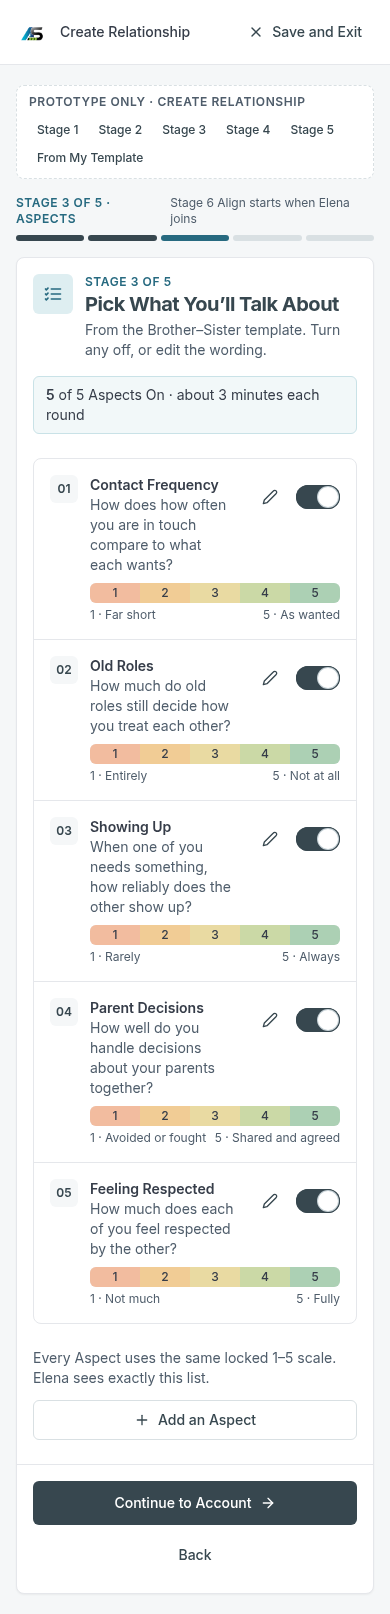 Create Relationship
Save and Exit
PROTOTYPE ONLY · CREATE RELATIONSHIP
Stage 1 Stage 2 Stage 3 Stage 4 Stage 5
From My Template
STAGE 3 OF 5 ·
ASPECTS
Stage 6 Align starts when Elena
joins
STAGE 3 OF 5
Pick What You’ll Talk About
From the Brother–Sister template. Turn
any off, or edit the wording.
5 of 5 Aspects On · about 3 minutes each
round
01
Contact Frequency
How does how often
you are in touch
compare to what
each wants?
1 2 3 4 5
1 · Far short 5 · As wanted
02
Old Roles
How much do old
roles still decide how
you treat each other?
1 2 3 4 5
1 · Entirely 5 · Not at all
03
Showing Up
When one of you
needs something,
how reliably does the
other show up?
1 2 3 4 5
1 · Rarely 5 · Always
04
Parent Decisions
How well do you
handle decisions
about your parents
together?
1 2 3 4 5
1 · Avoided or fought 5 · Shared and agreed
05
Feeling Respected
How much does each
of you feel respected
by the other?
1 2 3 4 5
1 · Not much 5 · Fully
Every Aspect uses the same locked 1–5 scale.
Elena sees exactly this list.
Add an Aspect
Continue to Account
Back